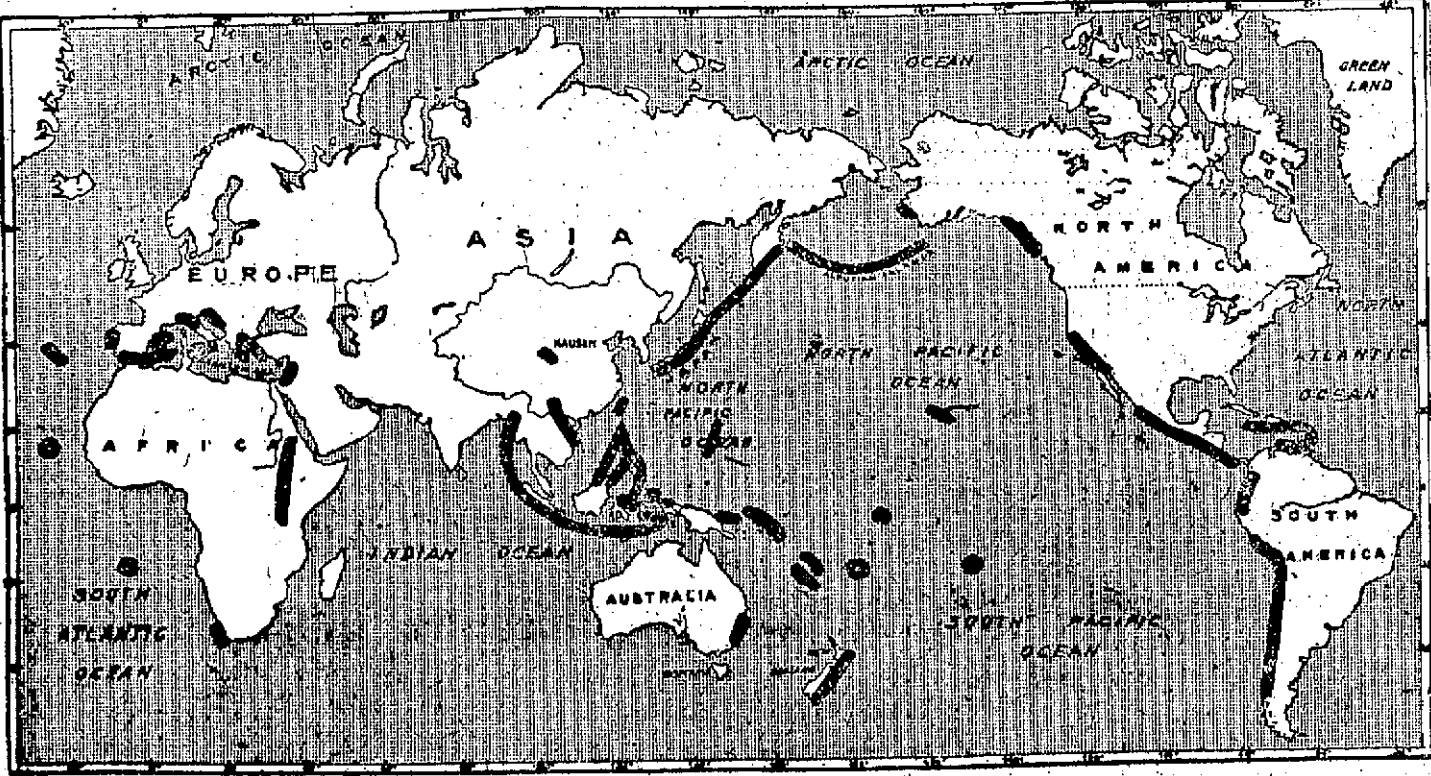 ARCTIC OCEAN
ARCTIC OCEAN
GREEN
LAND
ASIA
EUROPE
NORTH
AMERICA
KAUSEN
NORTH PACIFIC
OCEAN
NORTH
ATLANTIC
OCEAN
NORTH
PACIFIC
OCEAN
AFRICA
SOUTH
AMERICA
INDIAN OCEAN
AUSTRALIA
SOUTH
ATLANTIC
OCEAN
SOUTH PACIFIC
OCEAN